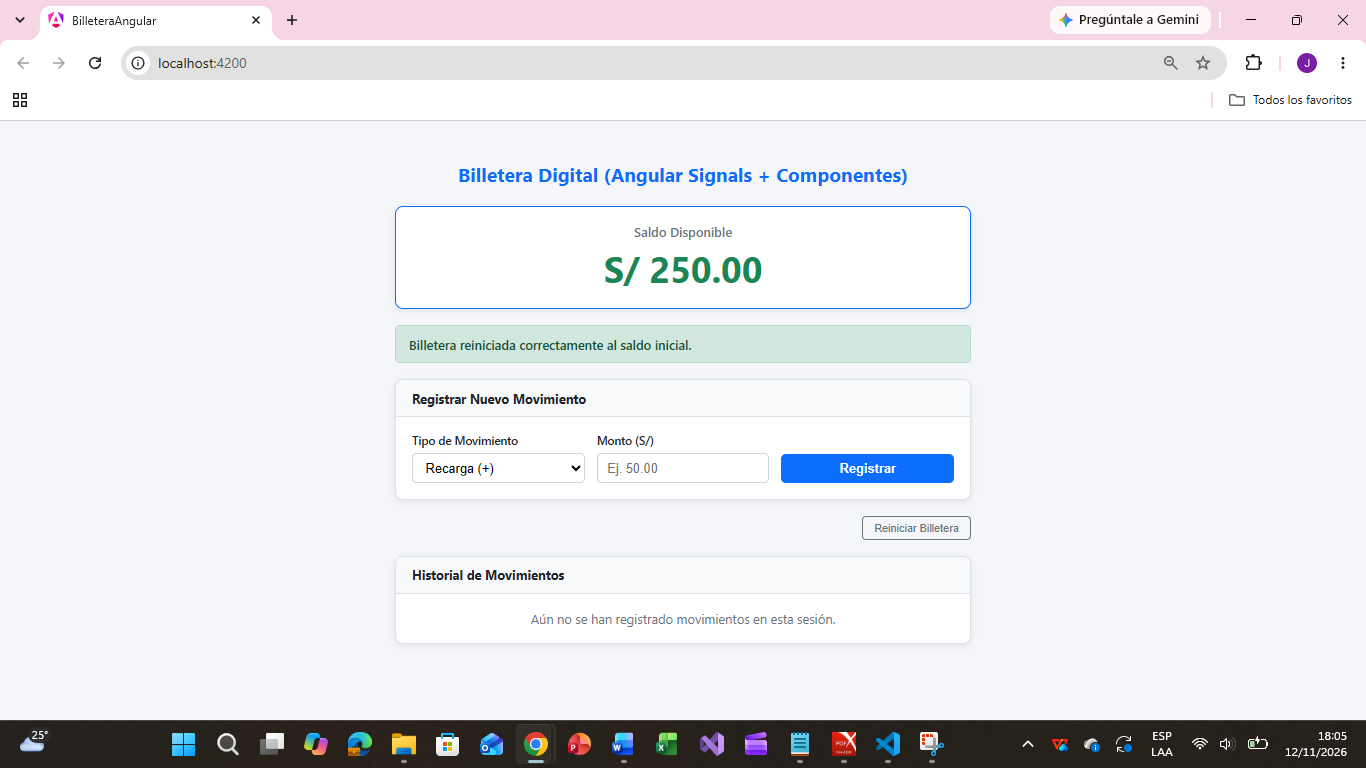 BilleteraAngular
Pregúntale a Gemini
localhost:4200
J
Todos los favoritos
Billetera Digital (Angular Signals + Componentes)
Saldo Disponible
S/ 250.00
Billetera reiniciada correctamente al saldo inicial.
Registrar Nuevo Movimiento
Tipo de Movimiento
Monto (S/)
Recarga (+)
Ej. 50.00
Registrar
Reiniciar Billetera
Historial de Movimientos
Aún no se han registrado movimientos en esta sesión.
25°
ESP
LAA
18:05
12/11/2026